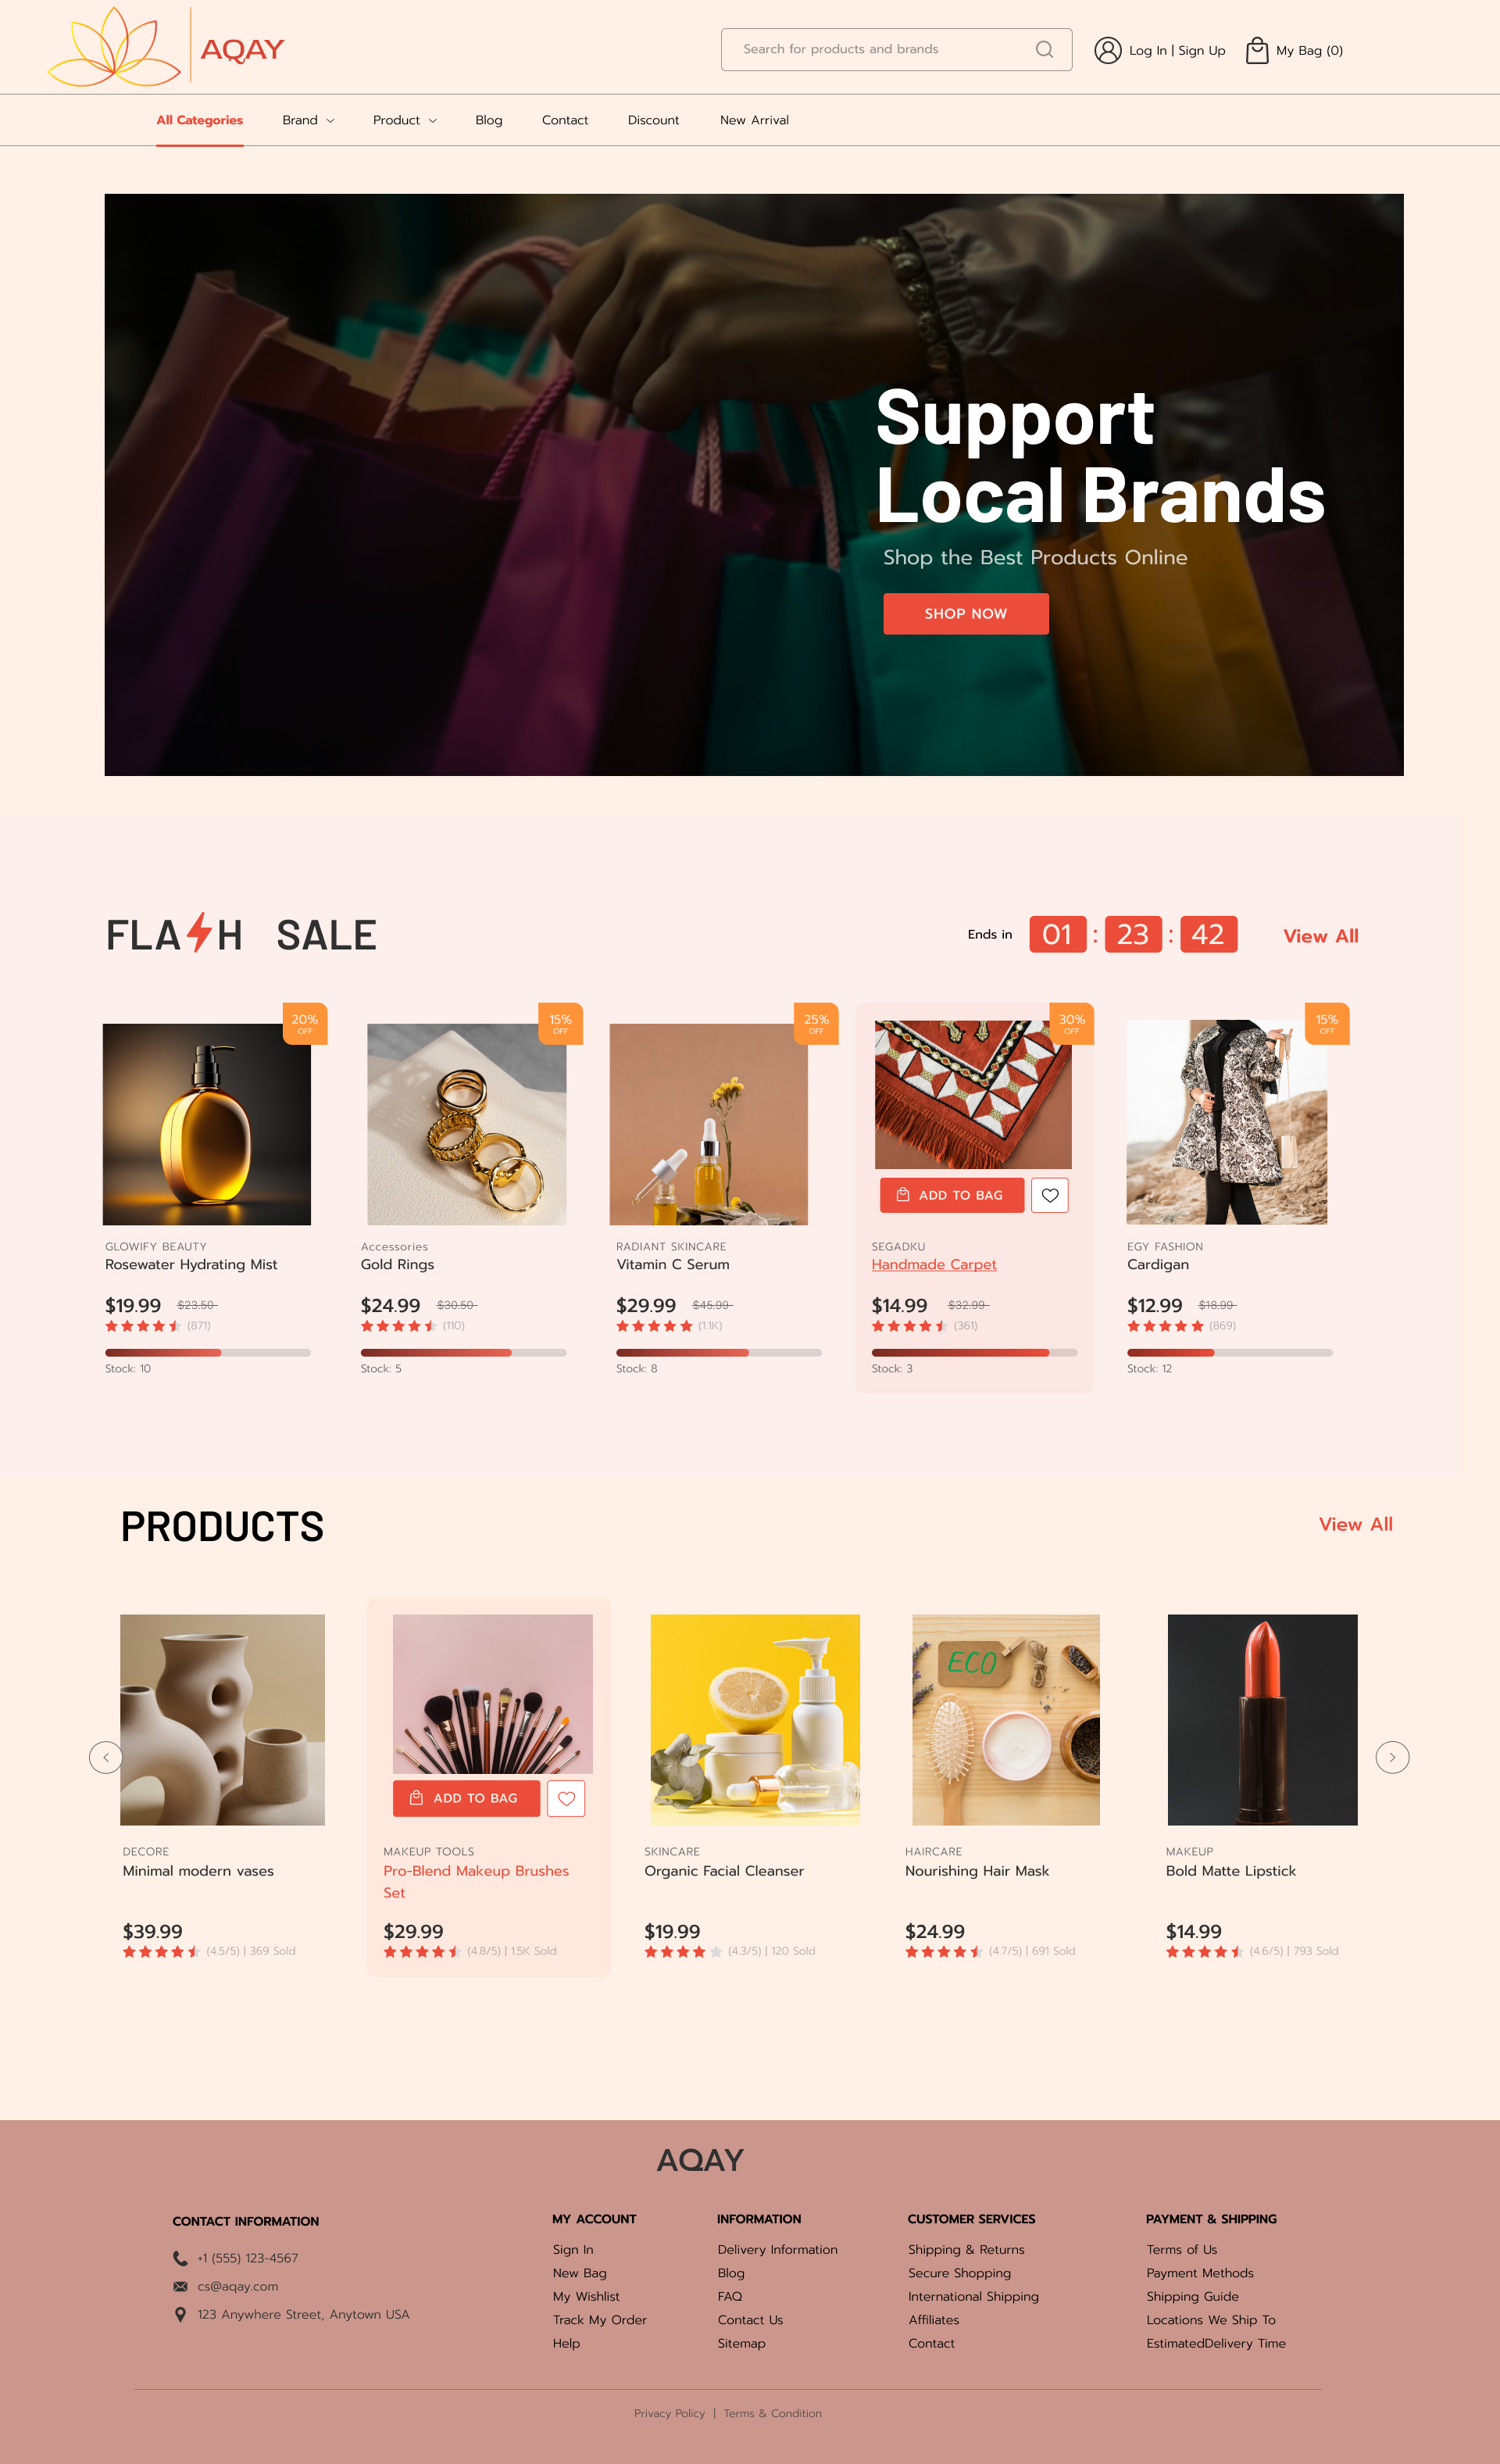 AQAY
Search for products and brands
Log In | Sign Up
My Bag (0)
All Categories
Brand
Product
Blog
Contact
Discount
New Arrival
Support
Local Brands
Shop the Best Products Online
SHOP NOW
FLA H SALE
Ends in
01 : 23 : 42
View All
20%
OFF
GLOWIFY BEAUTY
Rosewater Hydrating Mist
$19.99 $23.50
(871)
Stock: 10
15%
OFF
Accessories
Gold Rings
$24.99 $30.50
(110)
Stock: 5
25%
OFF
RADIANT SKINCARE
Vitamin C Serum
$29.99 $45.99
(1.1K)
Stock: 8
30%
OFF
ADD TO BAG
SEGADKU
Handmade Carpet
$14.99 $32.99
(361)
Stock: 3
15%
OFF
EGY FASHION
Cardigan
$12.99 $18.99
(869)
Stock: 12
PRODUCTS
View All
DECORE
Minimal modern vases
$39.99
(4.5/5) | 369 Sold
ADD TO BAG
MAKEUP TOOLS
Pro-Blend Makeup Brushes
Set
$29.99
(4.8/5) | 1.5K Sold
SKINCARE
Organic Facial Cleanser
$19.99
(4.3/5) | 120 Sold
ECO
HAIRCARE
Nourishing Hair Mask
$24.99
(4.7/5) | 691 Sold
MAKEUP
Bold Matte Lipstick
$14.99
(4.6/5) | 793 Sold
AQAY
CONTACT INFORMATION
+1 (555) 123-4567
cs@aqay.com
123 Anywhere Street, Anytown USA
MY ACCOUNT
Sign In
New Bag
My Wishlist
Track My Order
Help
INFORMATION
Delivery Information
Blog
FAQ
Contact Us
Sitemap
CUSTOMER SERVICES
Shipping & Returns
Secure Shopping
International Shipping
Affiliates
Contact
PAYMENT & SHIPPING
Terms of Us
Payment Methods
Shipping Guide
Locations We Ship To
EstimatedDelivery Time
Privacy Policy | Terms & Condition